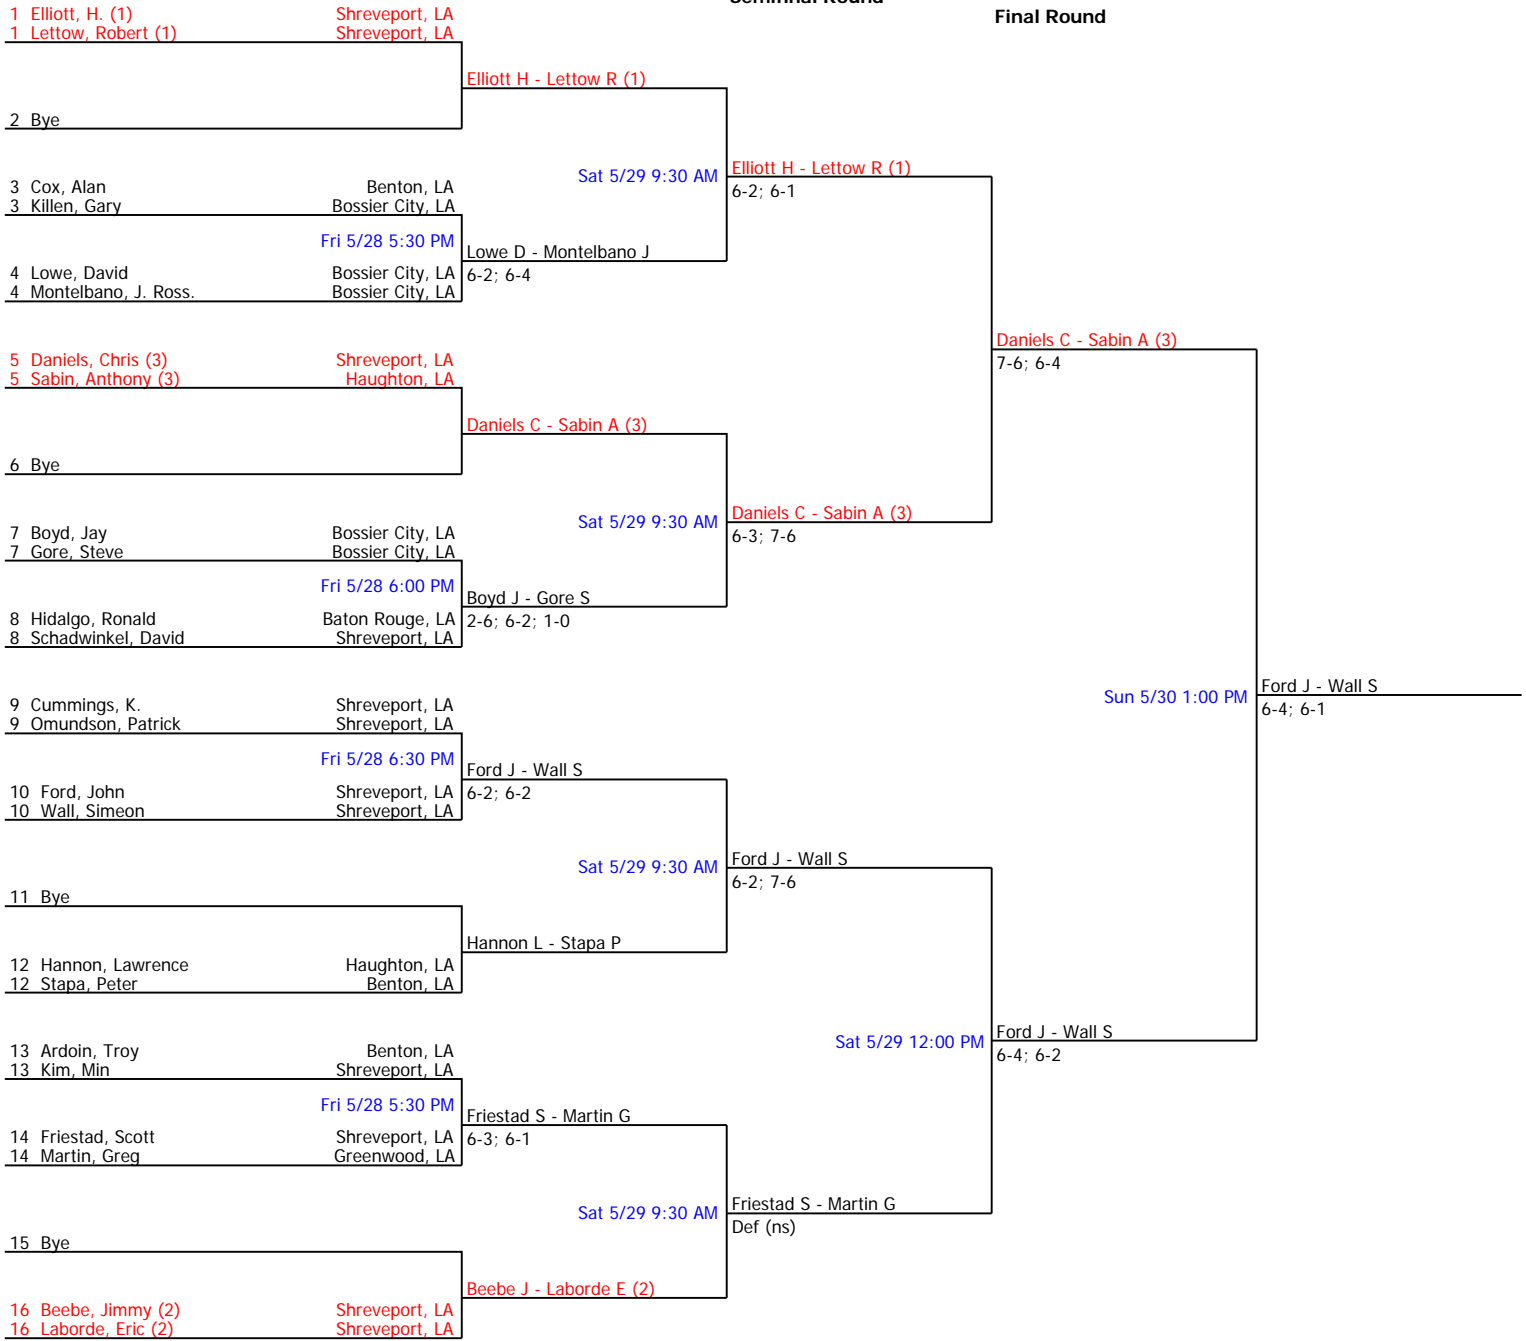 Semifinal Round
Final Round
1 Elliott, H. (1) Shreveport, LA
1 Lettow, Robert (1) Shreveport, LA
Elliott H - Lettow R (1)
2 Bye
Sat 5/29 9:30 AM
Elliott H - Lettow R (1)
6-2; 6-1
3 Cox, Alan Benton, LA
3 Killen, Gary Bossier City, LA
Fri 5/28 5:30 PM
Lowe D - Montelbano J
6-2; 6-4
4 Lowe, David Bossier City, LA
4 Montelbano, J. Ross. Bossier City, LA
Daniels C - Sabin A (3)
7-6; 6-4
5 Daniels, Chris (3) Shreveport, LA
5 Sabin, Anthony (3) Haughton, LA
Daniels C - Sabin A (3)
6 Bye
Sat 5/29 9:30 AM
Daniels C - Sabin A (3)
6-3; 7-6
7 Boyd, Jay Bossier City, LA
7 Gore, Steve Bossier City, LA
Fri 5/28 6:00 PM
Boyd J - Gore S
2-6; 6-2; 1-0
8 Hidalgo, Ronald Baton Rouge, LA
8 Schadwinkel, David Shreveport, LA
Sun 5/30 1:00 PM
Ford J - Wall S
6-4; 6-1
9 Cummings, K. Shreveport, LA
9 Omundson, Patrick Shreveport, LA
Fri 5/28 6:30 PM
Ford J - Wall S
6-2; 6-2
10 Ford, John Shreveport, LA
10 Wall, Simeon Shreveport, LA
Sat 5/29 9:30 AM
Ford J - Wall S
6-2; 7-6
11 Bye
Hannon L - Stapa P
12 Hannon, Lawrence Haughton, LA
12 Stapa, Peter Benton, LA
Sat 5/29 12:00 PM
Ford J - Wall S
6-4; 6-2
13 Ardoin, Troy Benton, LA
13 Kim, Min Shreveport, LA
Fri 5/28 5:30 PM
Friestad S - Martin G
6-3; 6-1
14 Friestad, Scott Shreveport, LA
14 Martin, Greg Greenwood, LA
Sat 5/29 9:30 AM
Friestad S - Martin G
Def (ns)
15 Bye
Beebe J - Laborde E (2)
16 Beebe, Jimmy (2) Shreveport, LA
16 Laborde, Eric (2) Shreveport, LA